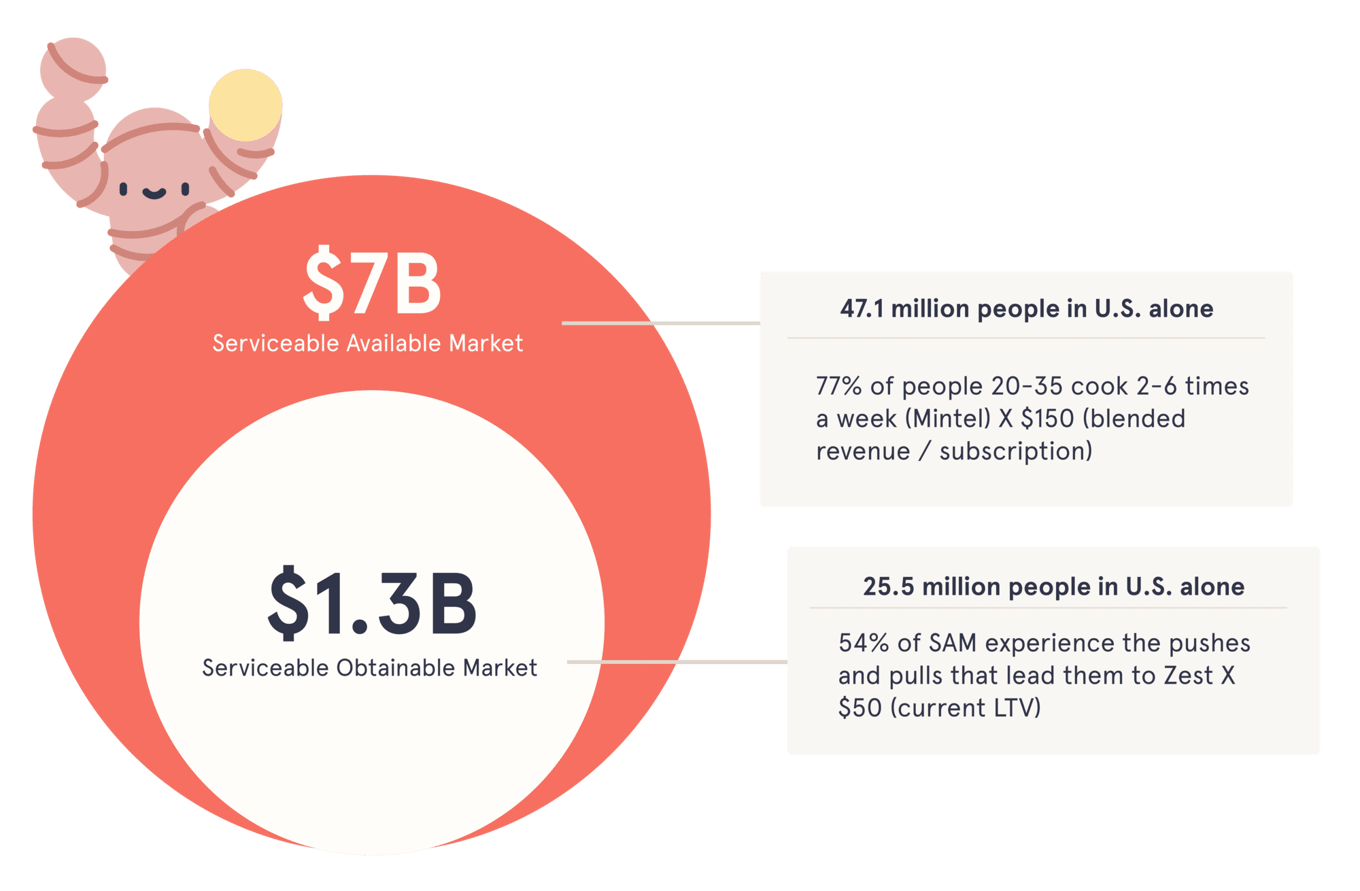 $7B
Serviceable Available Market
47.1 million people in U.S. alone
77% of people 20-35 cook 2-6 times
a week (Mintel) X $150 (blended
revenue / subscription)
$1.3B
Serviceable Obtainable Market
25.5 million people in U.S. alone
54% of SAM experience the pushes
and pulls that lead them to Zest X
$50 (current LTV)